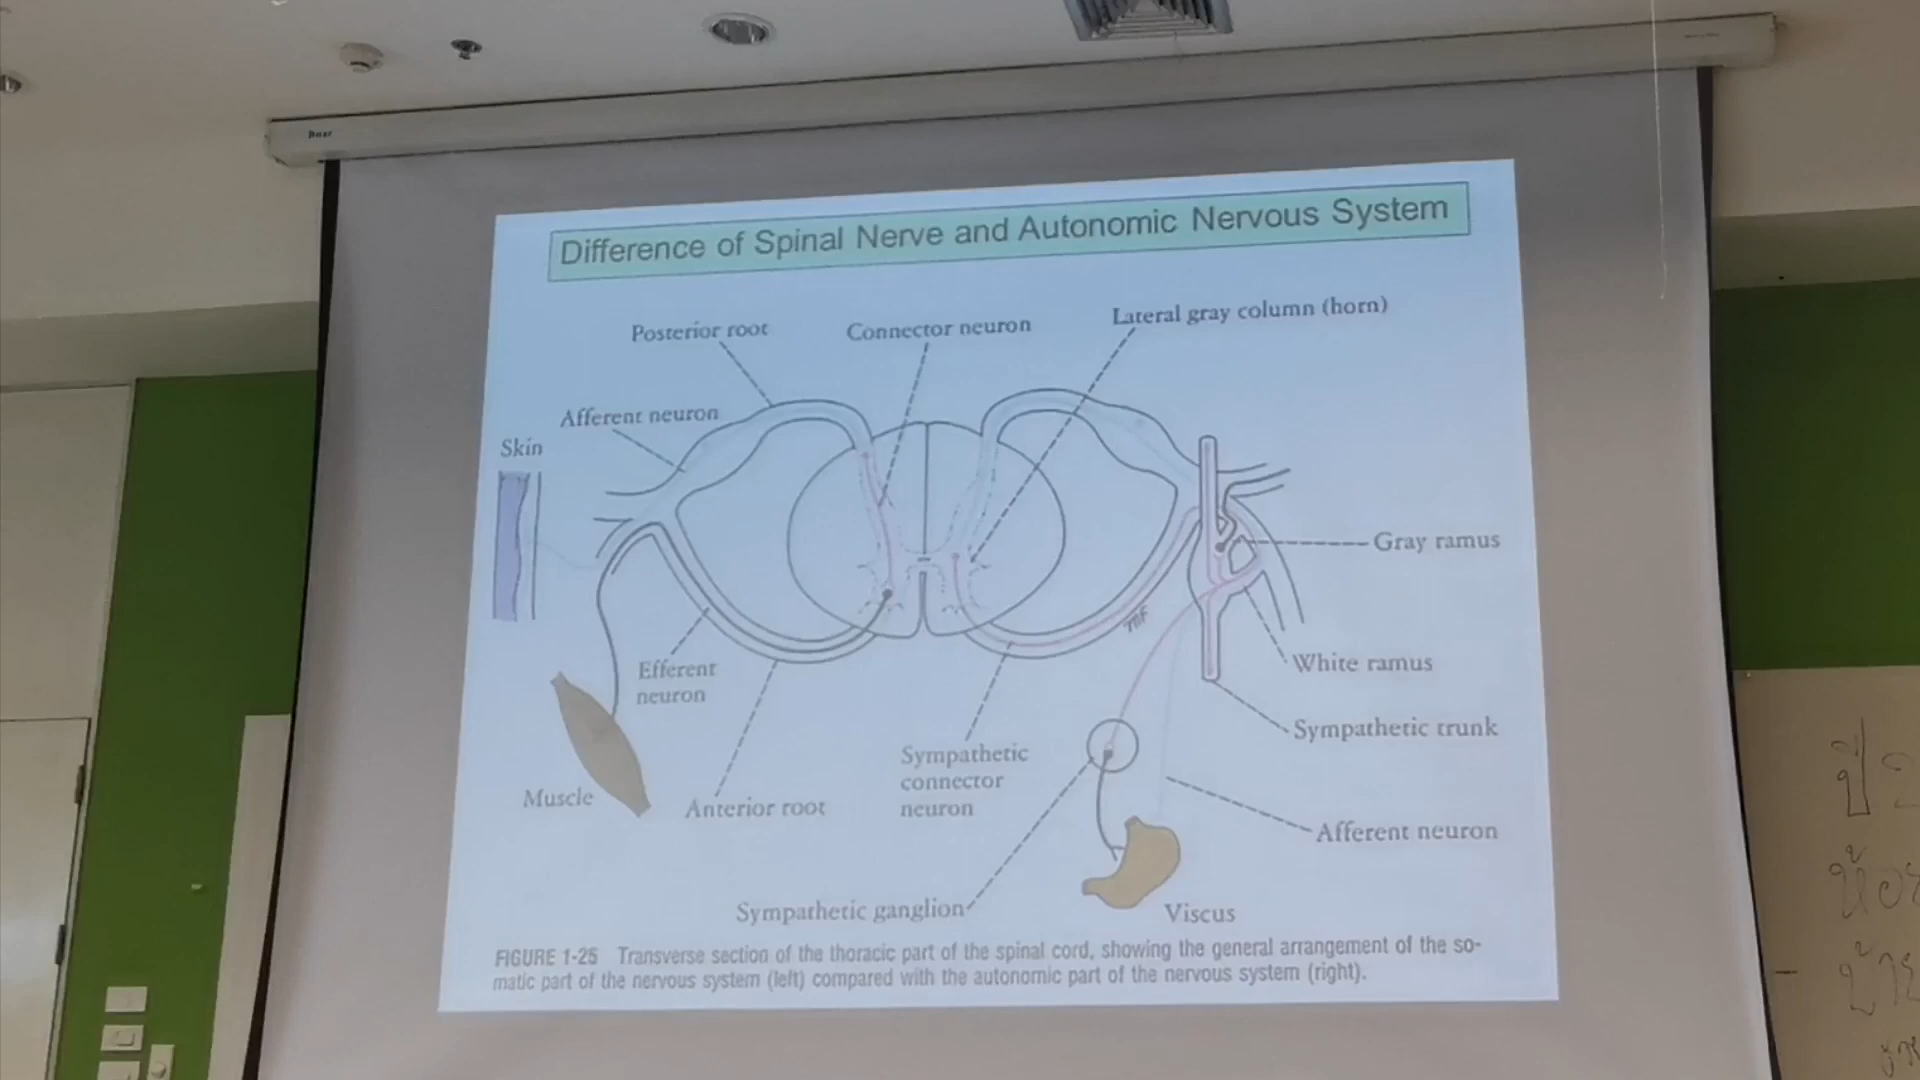 Difference of Spinal Nerve and Autonomic Nervous System
Posterior root
Connector neuron
Lateral gray column (horn)
Afferent neuron
Skin
Gray ramus
Efferent
neuron
White ramus
Sympathetic trunk
Muscle
Anterior root
Sympathetic
connector
neuron
Afferent neuron
Sympathetic ganglion
Viscus
FIGURE 1-25 Transverse section of the thoracic part of the spinal cord, showing the general arrangement of the so-
matic part of the nervous system (left) compared with the autonomic part of the nervous system (right).